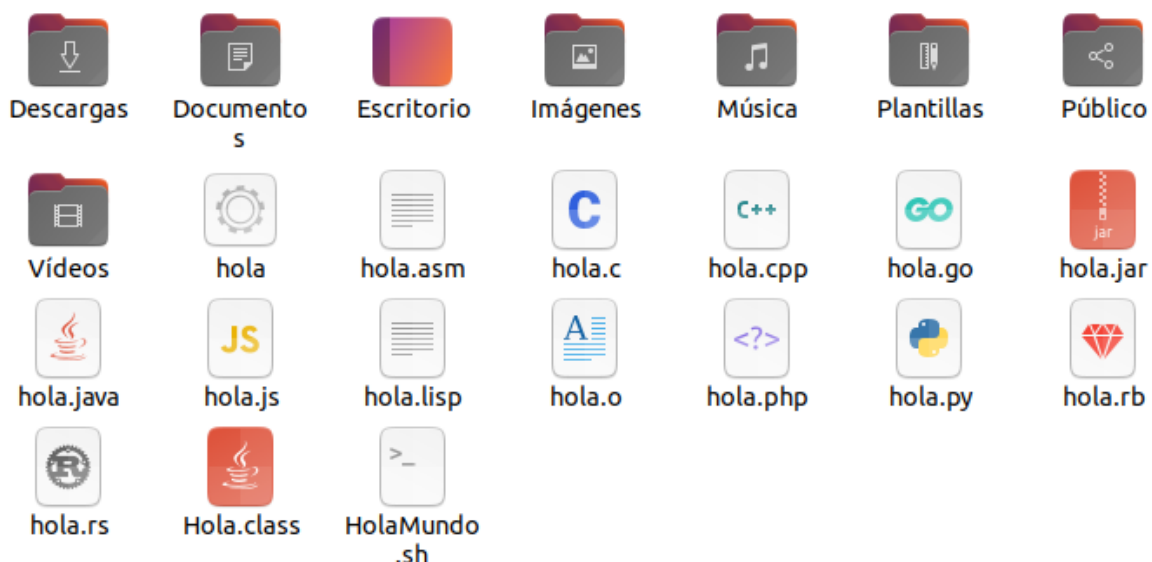 Descargas
Documento
s
Escritorio
Imágenes
Música
Plantillas
Público
Vídeos
hola
hola.asm
C
hola.c
C++
hola.cpp
GO
hola.go
jar
hola.jar
hola.java
JS
hola.js
hola.lisp
A
hola.o
<?>
hola.php
hola.py
hola.rb
R
hola.rs
Hola.class
>_
HolaMundo
.sh